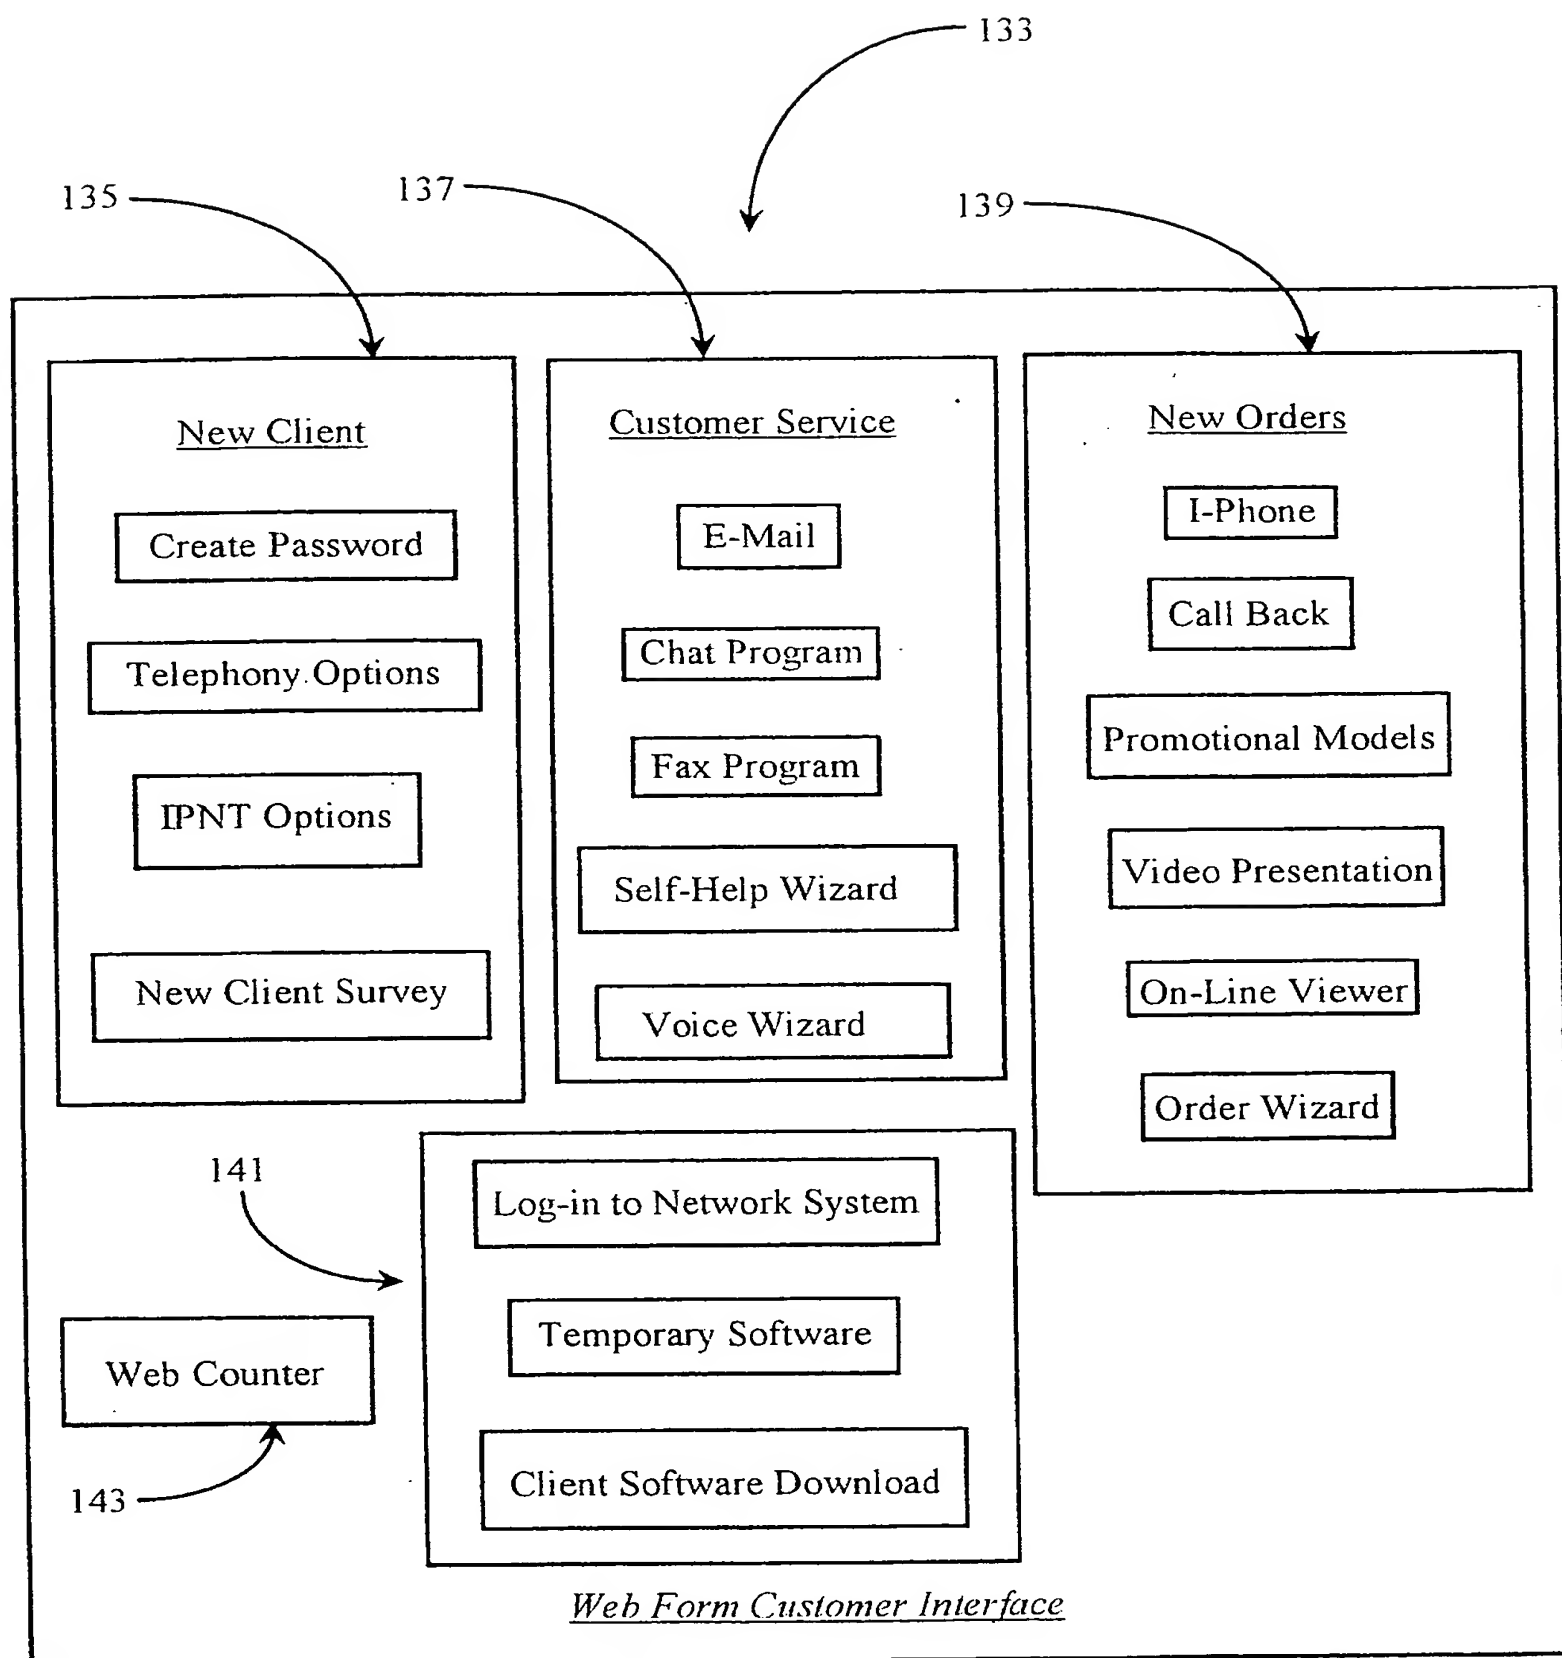 133
135
137
139
New Client
Create Password
Telephony Options
IPNT Options
New Client Survey
Customer Service
E-Mail
Chat Program
Fax Program
Self-Help Wizard
Voice Wizard
New Orders
I-Phone
Call Back
Promotional Models
Video Presentation
On-Line Viewer
Order Wizard
141
Log-in to Network System
Temporary Software
Client Software Download
Web Counter
143
Web Form Customer Interface